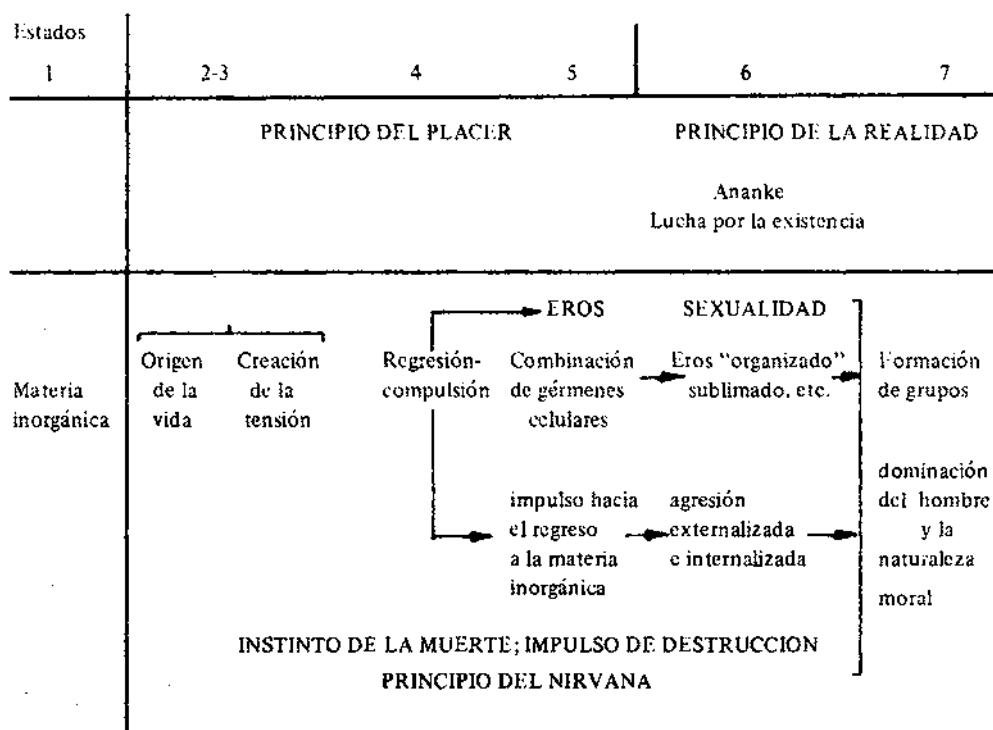 Estados
1 2-3 4 5 6 7
PRINCIPIO DEL PLACER PRINCIPIO DE LA REALIDAD
Ananke
Lucha por la existencia
EROS SEXUALIDAD
Origen Creación Regresión- Combinación Eros "organizado" Formación
Materia de la de la compulsión de gérmenes sublimado, etc. de grupos
inorgánica vida tensión celulares
dominación
impulso hacia agresión del hombre
el regreso externalizada y la
a la materia e internalizada naturaleza
inorgánica moral
INSTINTO DE LA MUERTE; IMPULSO DE DESTRUCCION
PRINCIPIO DEL NIRVANA